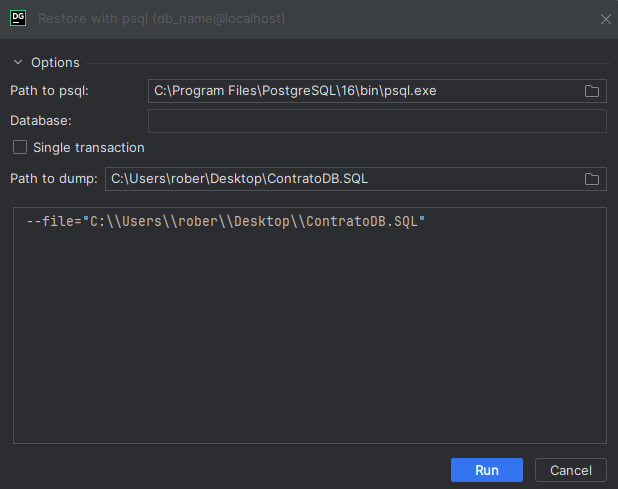 DG
Restore with psql (db_name@localhost)
Options
Path to psql: C:\Program Files\PostgreSQL\16\bin\psql.exe
Database:
Single transaction
Path to dump: C:\Users\rober\Desktop\ContratoDB.SQL
--file="C:\\Users\\rober\\Desktop\\ContratoDB.SQL"
Run Cancel